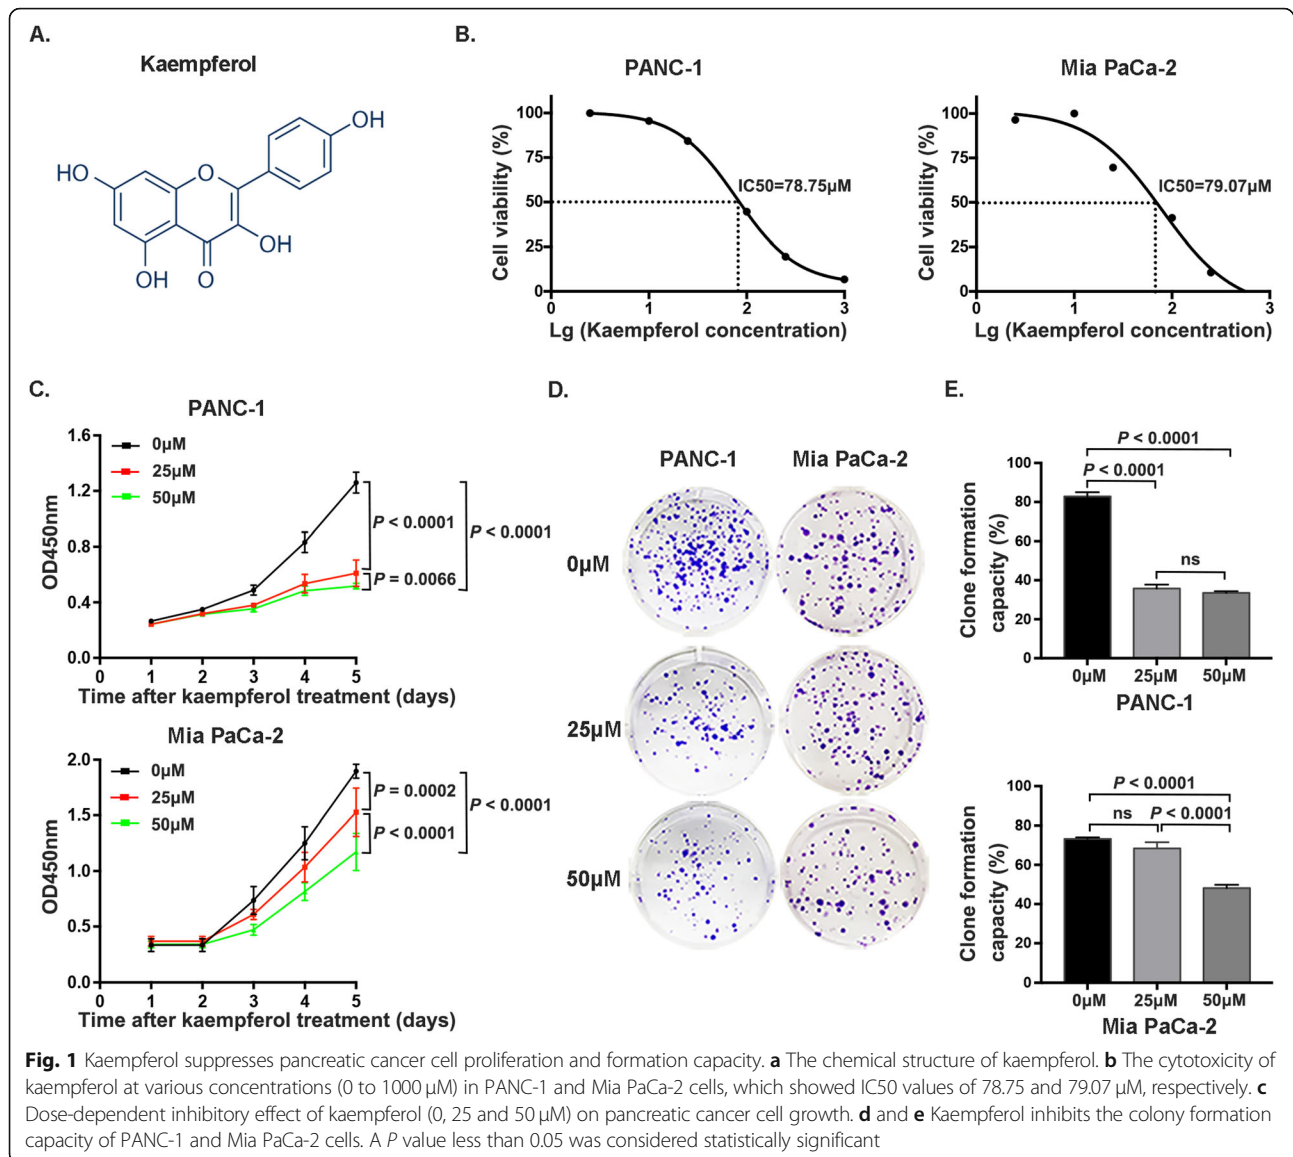 A.
Kaempferol
OH
HO
O
OH
OH
O
B.
PANC-1
Cell viability (%)
100
75
50
25
0
IC50=78.75µM
0 1 2 3
Lg (Kaempferol concentration)
Mia PaCa-2
Cell viability (%)
100
75
50
25
0
IC50=79.07µM
0 1 2 3
Lg (Kaempferol concentration)
C.
PANC-1
OD450nm
1.6
1.2
0.8
0.4
0.0
0µM
25µM
50µM
P < 0.0001
P = 0.0066
P < 0.0001
0 1 2 3 4 5
Time after kaempferol treatment (days)
Mia PaCa-2
OD450nm
2.0
1.5
1.0
0.5
0.0
0µM
25µM
50µM
P = 0.0002
P < 0.0001
P < 0.0001
0 1 2 3 4 5
Time after kaempferol treatment (days)
D.
PANC-1 Mia PaCa-2
0µM
25µM
50µM
E.
Clone formation
capacity (%)
100
80
60
40
20
0
P < 0.0001
P < 0.0001
ns
0µM 25µM 50µM
PANC-1
Clone formation
capacity (%)
100
80
60
40
20
0
P < 0.0001
ns P < 0.0001
0µM 25µM 50µM
Mia PaCa-2
Fig. 1 Kaempferol suppresses pancreatic cancer cell proliferation and formation capacity. a The chemical structure of kaempferol. b The cytotoxicity of
kaempferol at various concentrations (0 to 1000 µM) in PANC-1 and Mia PaCa-2 cells, which showed IC50 values of 78.75 and 79.07 µM, respectively. c
Dose-dependent inhibitory effect of kaempferol (0, 25 and 50 µM) on pancreatic cancer cell growth. d and e Kaempferol inhibits the colony formation
capacity of PANC-1 and Mia PaCa-2 cells. A P value less than 0.05 was considered statistically significant